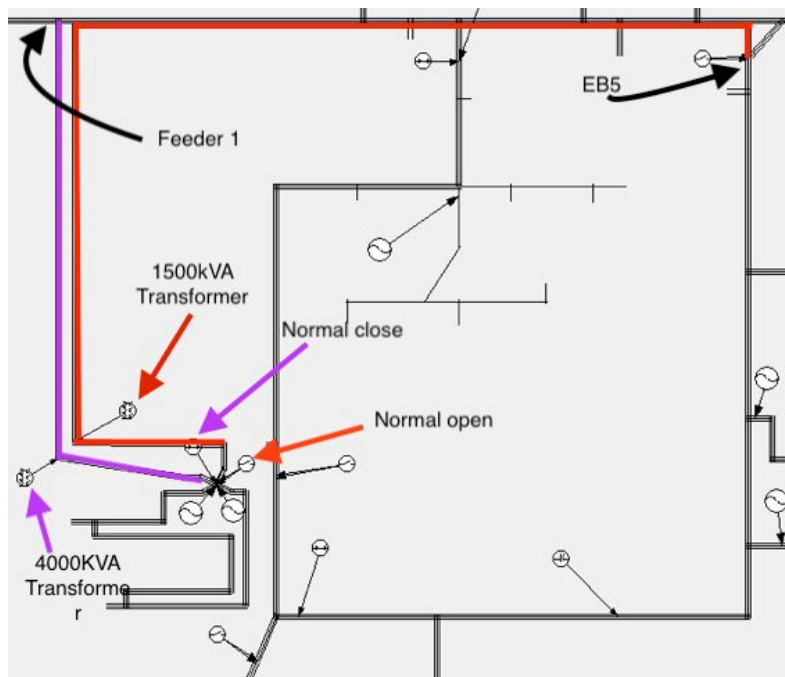 EB5
Feeder 1
1500kVA
Transformer
Normal close
Normal open
4000KVA
Transforme
r